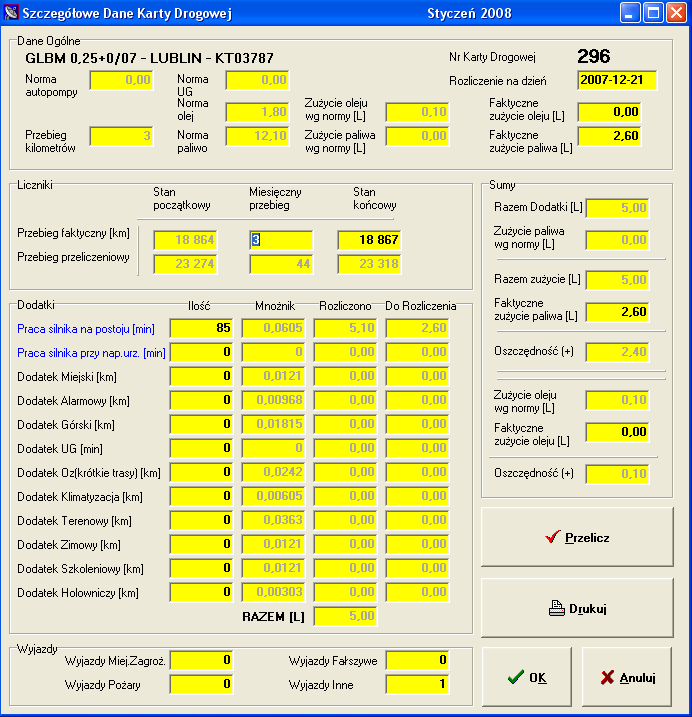 Szczegółowe Dane Karty Drogowej Styczeń 2008
Dane Ogólne
GLBM 0,25+0/07 - LUBLIN - KT03787 Nr Karty Drogowej 296
Norma autopompy 0,00 Norma UG 0,00 Rozliczenie na dzień 2007-12-21
Norma olej 1,80 Zużycie oleju wg normy [L] 0,10 Faktyczne zużycie oleju [L] 0,00
Przebieg kilometrów 3 Norma paliwo 12,10 Zużycie paliwa wg normy [L] 0,00 Faktyczne zużycie paliwa [L] 2,60
Liczniki
Stan początkowy Miesięczny przebieg Stan końcowy
Przebieg faktyczny [km] 18 864 3 18 867
Przebieg przeliczeniowy 23 274 44 23 318
Sumy
Razem Dodatki [L] 5,00
Zużycie paliwa wg normy [L] 0,00
Razem zużycie [L] 5,00
Faktyczne zużycie paliwa [L] 2,60
Oszczędność (+) 2,40
Zużycie oleju wg normy [L] 0,10
Faktyczne zużycie oleju [L] 0,00
Oszczędność (+) 0,10
Dodatki Ilość Mnożnik Rozliczono Do Rozliczenia
Praca silnika na postoju [min] 85 0,0605 5,10 2,60
Praca silnika przy nap.urz. [min] 0 0 0,00 0,00
Dodatek Miejski [km] 0 0,0121 0,00 0,00
Dodatek Alarmowy [km] 0 0,00968 0,00 0,00
Dodatek Górski [km] 0 0,01815 0,00 0,00
Dodatek UG [min] 0 0 0,00 0,00
Dodatek Oz(krótkie trasy) [km] 0 0,0242 0,00 0,00
Dodatek Klimatyzacja [km] 0 0,00605 0,00 0,00
Dodatek Terenowy [km] 0 0,0363 0,00 0,00
Dodatek Zimowy [km] 0 0,0121 0,00 0,00
Dodatek Szkoleniowy [km] 0 0,0121 0,00 0,00
Dodatek Holowniczy [km] 0 0,00303 0,00 0,00
RAZEM [L] 5,00
Przelicz
Drukuj
Wyjazdy
Wyjazdy Miej.Zagroż. 0 Wyjazdy Fałszywe 0
Wyjazdy Pożary 0 Wyjazdy Inne 1
OK Anuluj